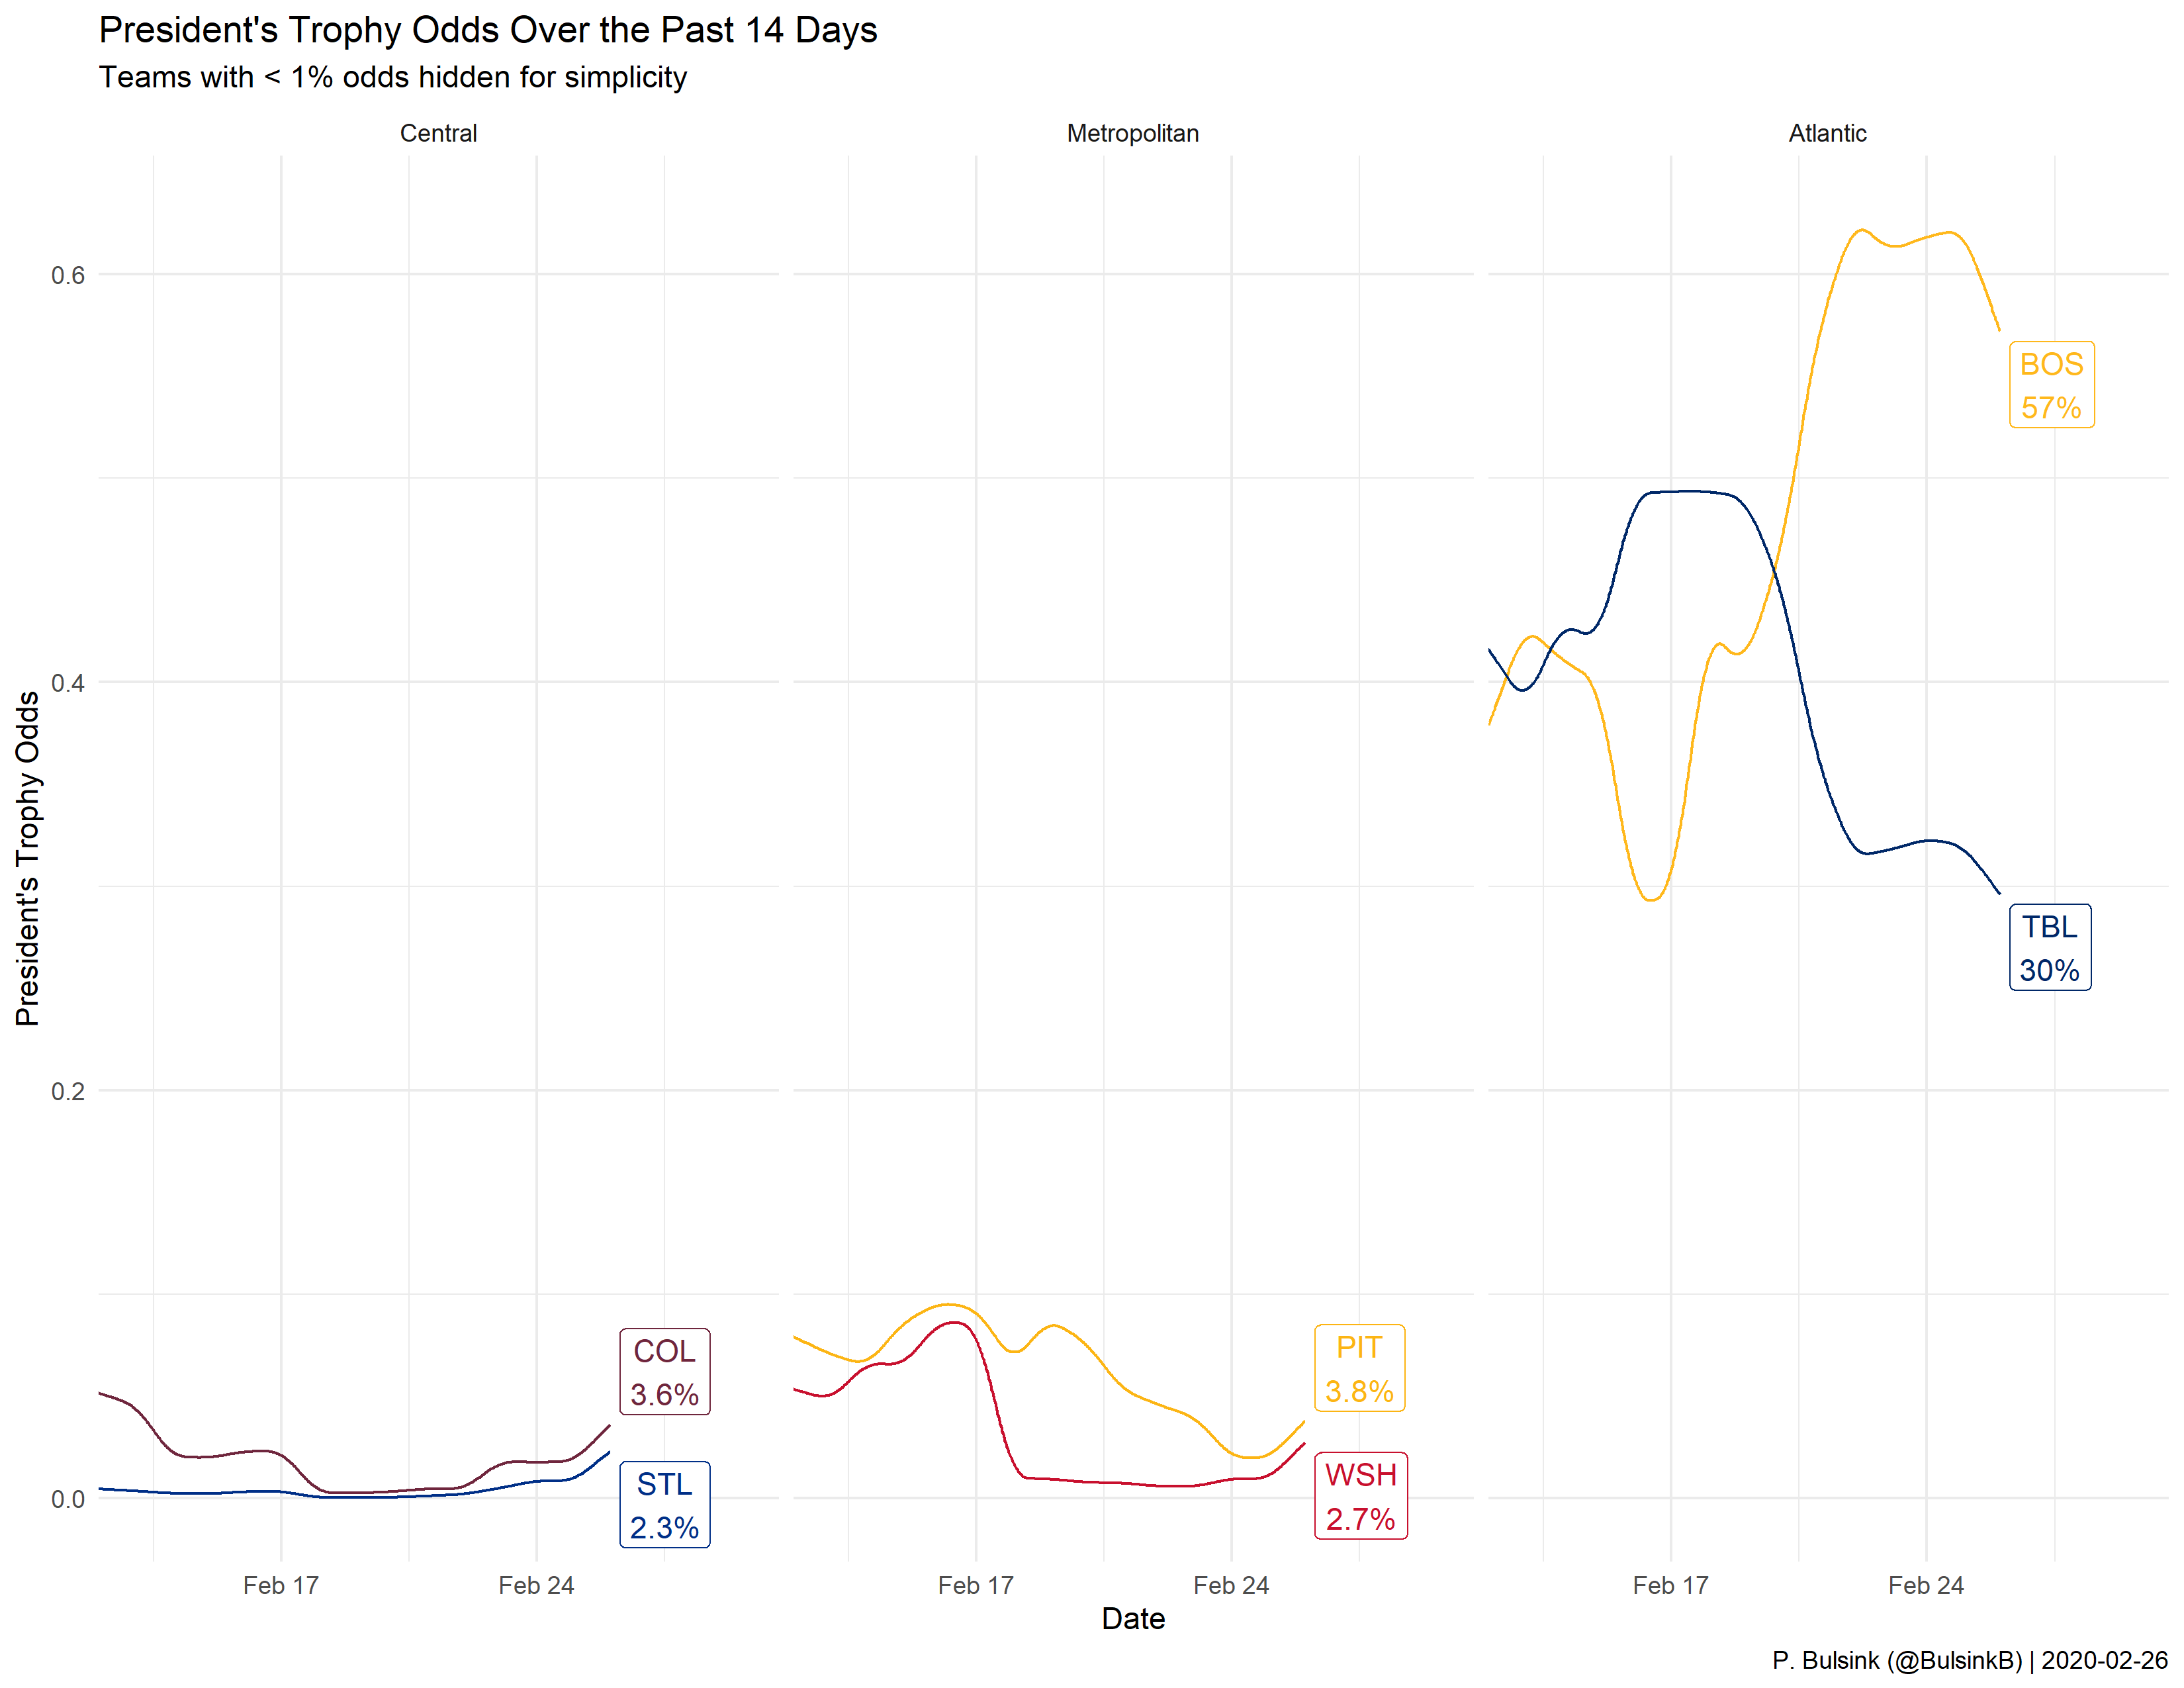 President's Trophy Odds Over the Past 14 Days
Teams with < 1% odds hidden for simplicity
Central
Metropolitan
Atlantic
President's Trophy Odds
0.6
0.4
0.2
0.0
COL
3.6%
STL
2.3%
PIT
3.8%
WSH
2.7%
BOS
57%
TBL
30%
Feb 17
Feb 24
Feb 17
Feb 24
Feb 17
Feb 24
Date
P. Bulsink (@BulsinkB) | 2020-02-26